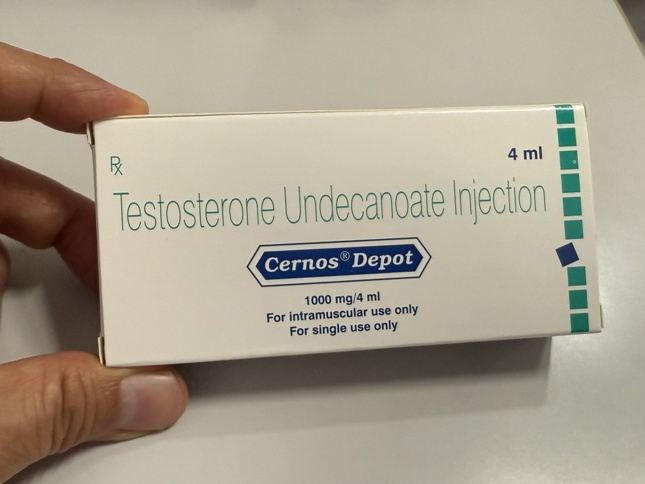 Rx
4 ml
Testosterone Undecanoate Injection
Cernos® Depot
1000 mg/4 ml
For intramuscular use only
For single use only